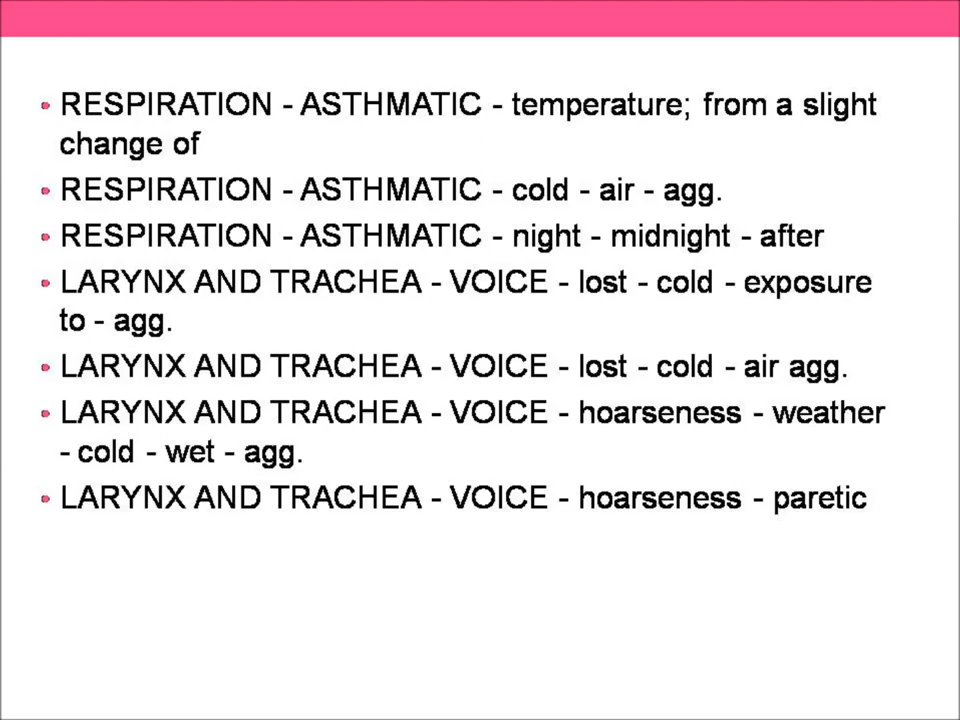 • RESPIRATION - ASTHMATIC - temperature; from a slight
change of
• RESPIRATION - ASTHMATIC - cold - air - agg.
• RESPIRATION - ASTHMATIC - night - midnight - after
• LARYNX AND TRACHEA - VOICE - lost - cold - exposure
to - agg.
• LARYNX AND TRACHEA - VOICE - lost - cold - air agg.
• LARYNX AND TRACHEA - VOICE - hoarseness - weather
- cold - wet - agg.
• LARYNX AND TRACHEA - VOICE - hoarseness - paretic